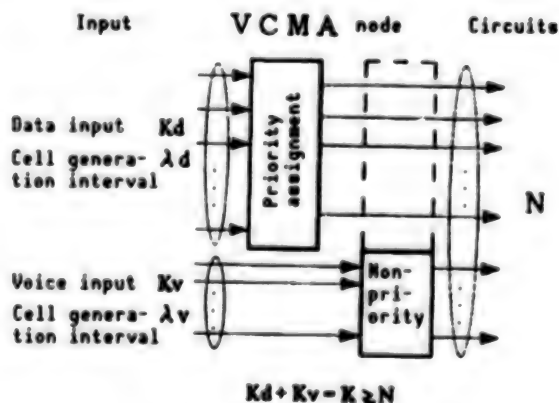 Input VCMA node Circuits
Data input Kd
Cell genera- λd
tion interval
Priority
assignment
N
Voice input Kv
Cell genera- λv
tion interval
Non-
pri-
ority
Kd+Kv=K≥N